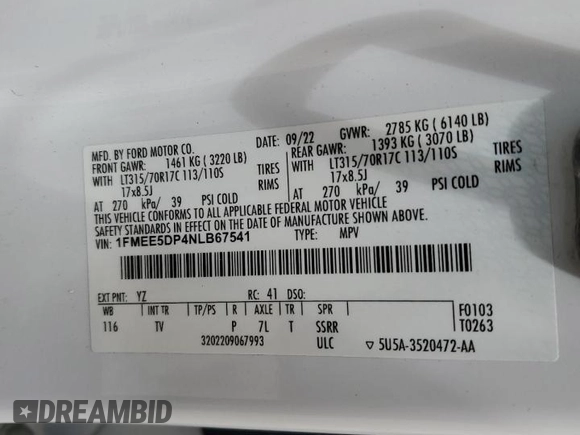 MFD. BY FORD MOTOR CO.
DATE: 09/22 GVWR: 2785 KG ( 6140 LB)
FRONT GAWR: 1461 KG ( 3220 LB) REAR GAWR: 1393 KG ( 3070 LB)
WITH LT315/70R17C 113/110S TIRES WITH LT315/70R17C 113/110S TIRES
17x8.5J RIMS 17x8.5J RIMS
AT 270 kPa/ 39 PSI COLD AT 270 kPa/ 39 PSI COLD
THIS VEHICLE CONFORMS TO ALL APPLICABLE FEDERAL MOTOR VEHICLE
SAFETY STANDARDS IN EFFECT ON THE DATE OF MANUFACTURE SHOWN ABOVE.
VIN: 1FMEE5DP4NLB67541 TYPE: MPV
EXT PNT: YZ RC: 41 DSO:
WB INT TR TP/PS R AXLE TR SPR F0103
116 TV P 7L T SSRR T0263
3202209067993 ULC ▽ 5U5A-3520472-AA
DREAMBID